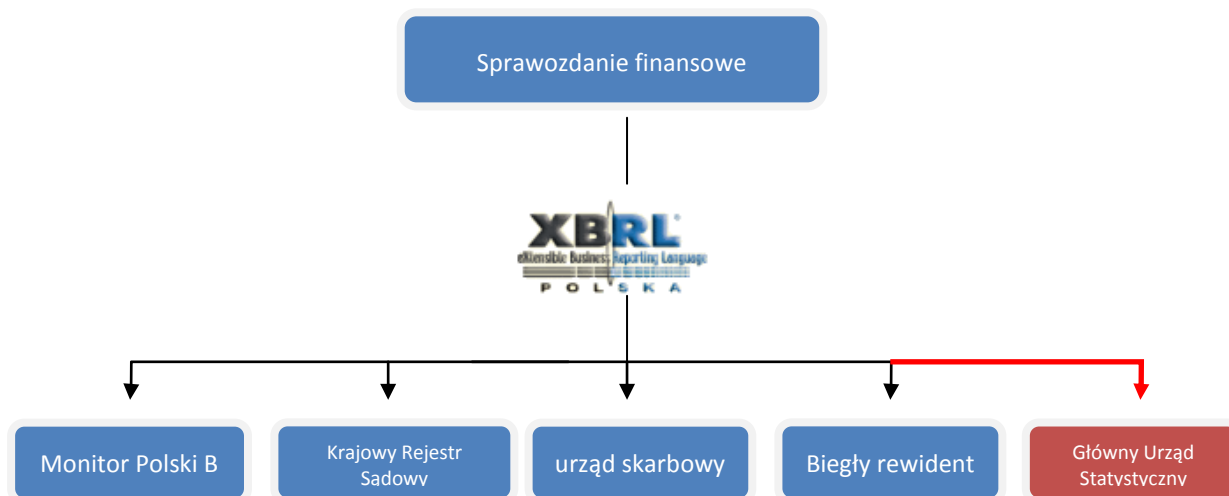 Sprawozdanie finansowe
XBRL
eXtensible Business Reporting Language
POLSKA
Monitor Polski B
Krajowy Rejestr
Sadowy
urząd skarbowy
Biegły rewident
Główny Urząd
Statystyczny